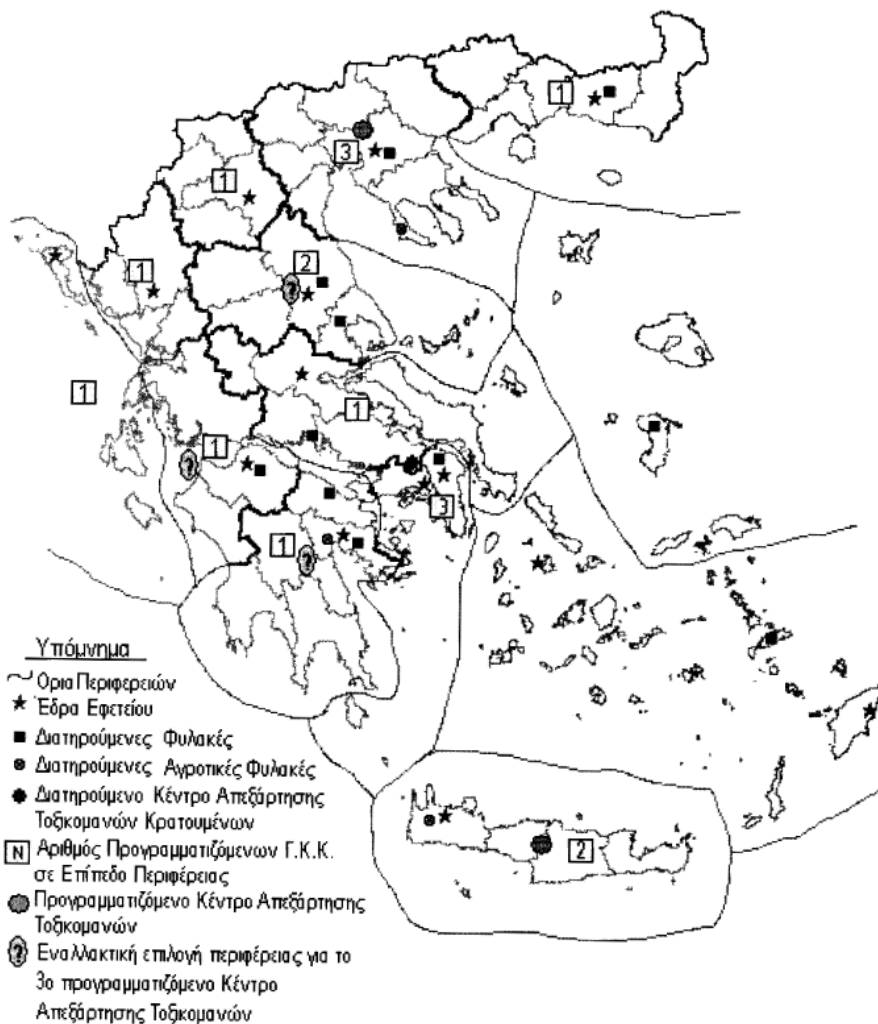 1
3
1
1
2
?
1
1
1
?
3
1
?
2
Υπόμνημα
Ορια Περιφερειών
Έδρα Εφετείου
Διατηρούμενες Φυλακές
Διατηρούμενες Αγροτικές Φυλακές
Διατηρούμενο Κέντρο Απεξάρτησης
Τοξικομανών Κρατουμένων
N Αριθμός Προγραμματιζόμενων Γ.Κ.Κ.
σε Επίπεδο Περιφέρειας
Προγραμματιζόμενο Κέντρο Απεξάρτησης
Τοξικομανών
? Εναλλακτική επιλογή περιφέρειας για το
3ο προγραμματιζόμενο Κέντρο
Απεξάρτησης Τοξικομανών